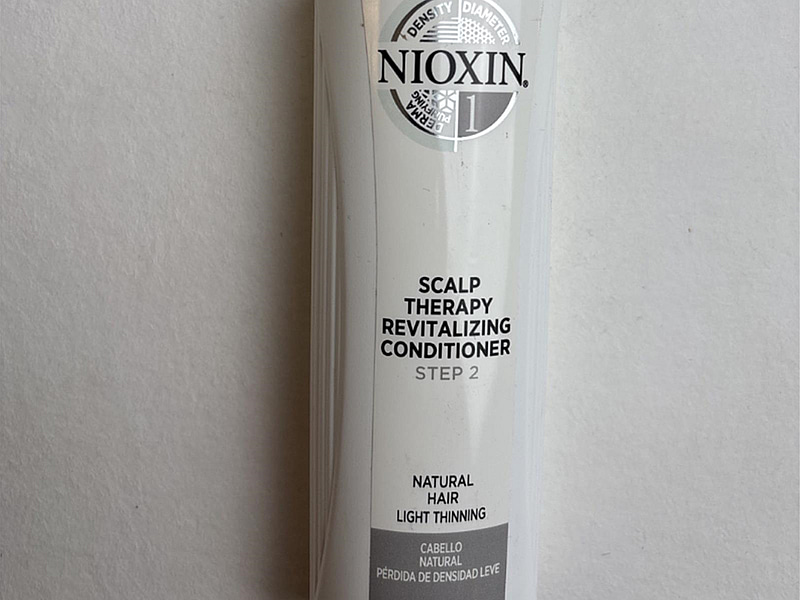 DENSITY DIAMETER
NIOXIN®
DERMA PURIFYING
1
SCALP
THERAPY
REVITALIZING
CONDITIONER
STEP 2
NATURAL
HAIR
LIGHT THINNING
CABELLO
NATURAL
PÉRDIDA DE DENSIDAD LEVE